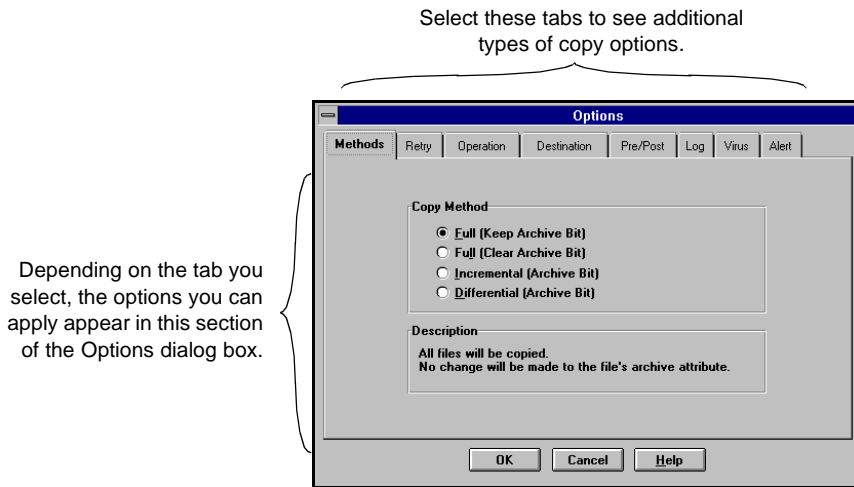 Select these tabs to see additional
types of copy options.
Options
Methods Retry Operation Destination Pre/Post Log Virus Alert
Copy Method
Full (Keep Archive Bit)
Full (Clear Archive Bit)
Incremental (Archive Bit)
Differential (Archive Bit)
Depending on the tab you
select, the options you can
apply appear in this section
of the Options dialog box.
Description
All files will be copied.
No change will be made to the file's archive attribute.
OK Cancel Help